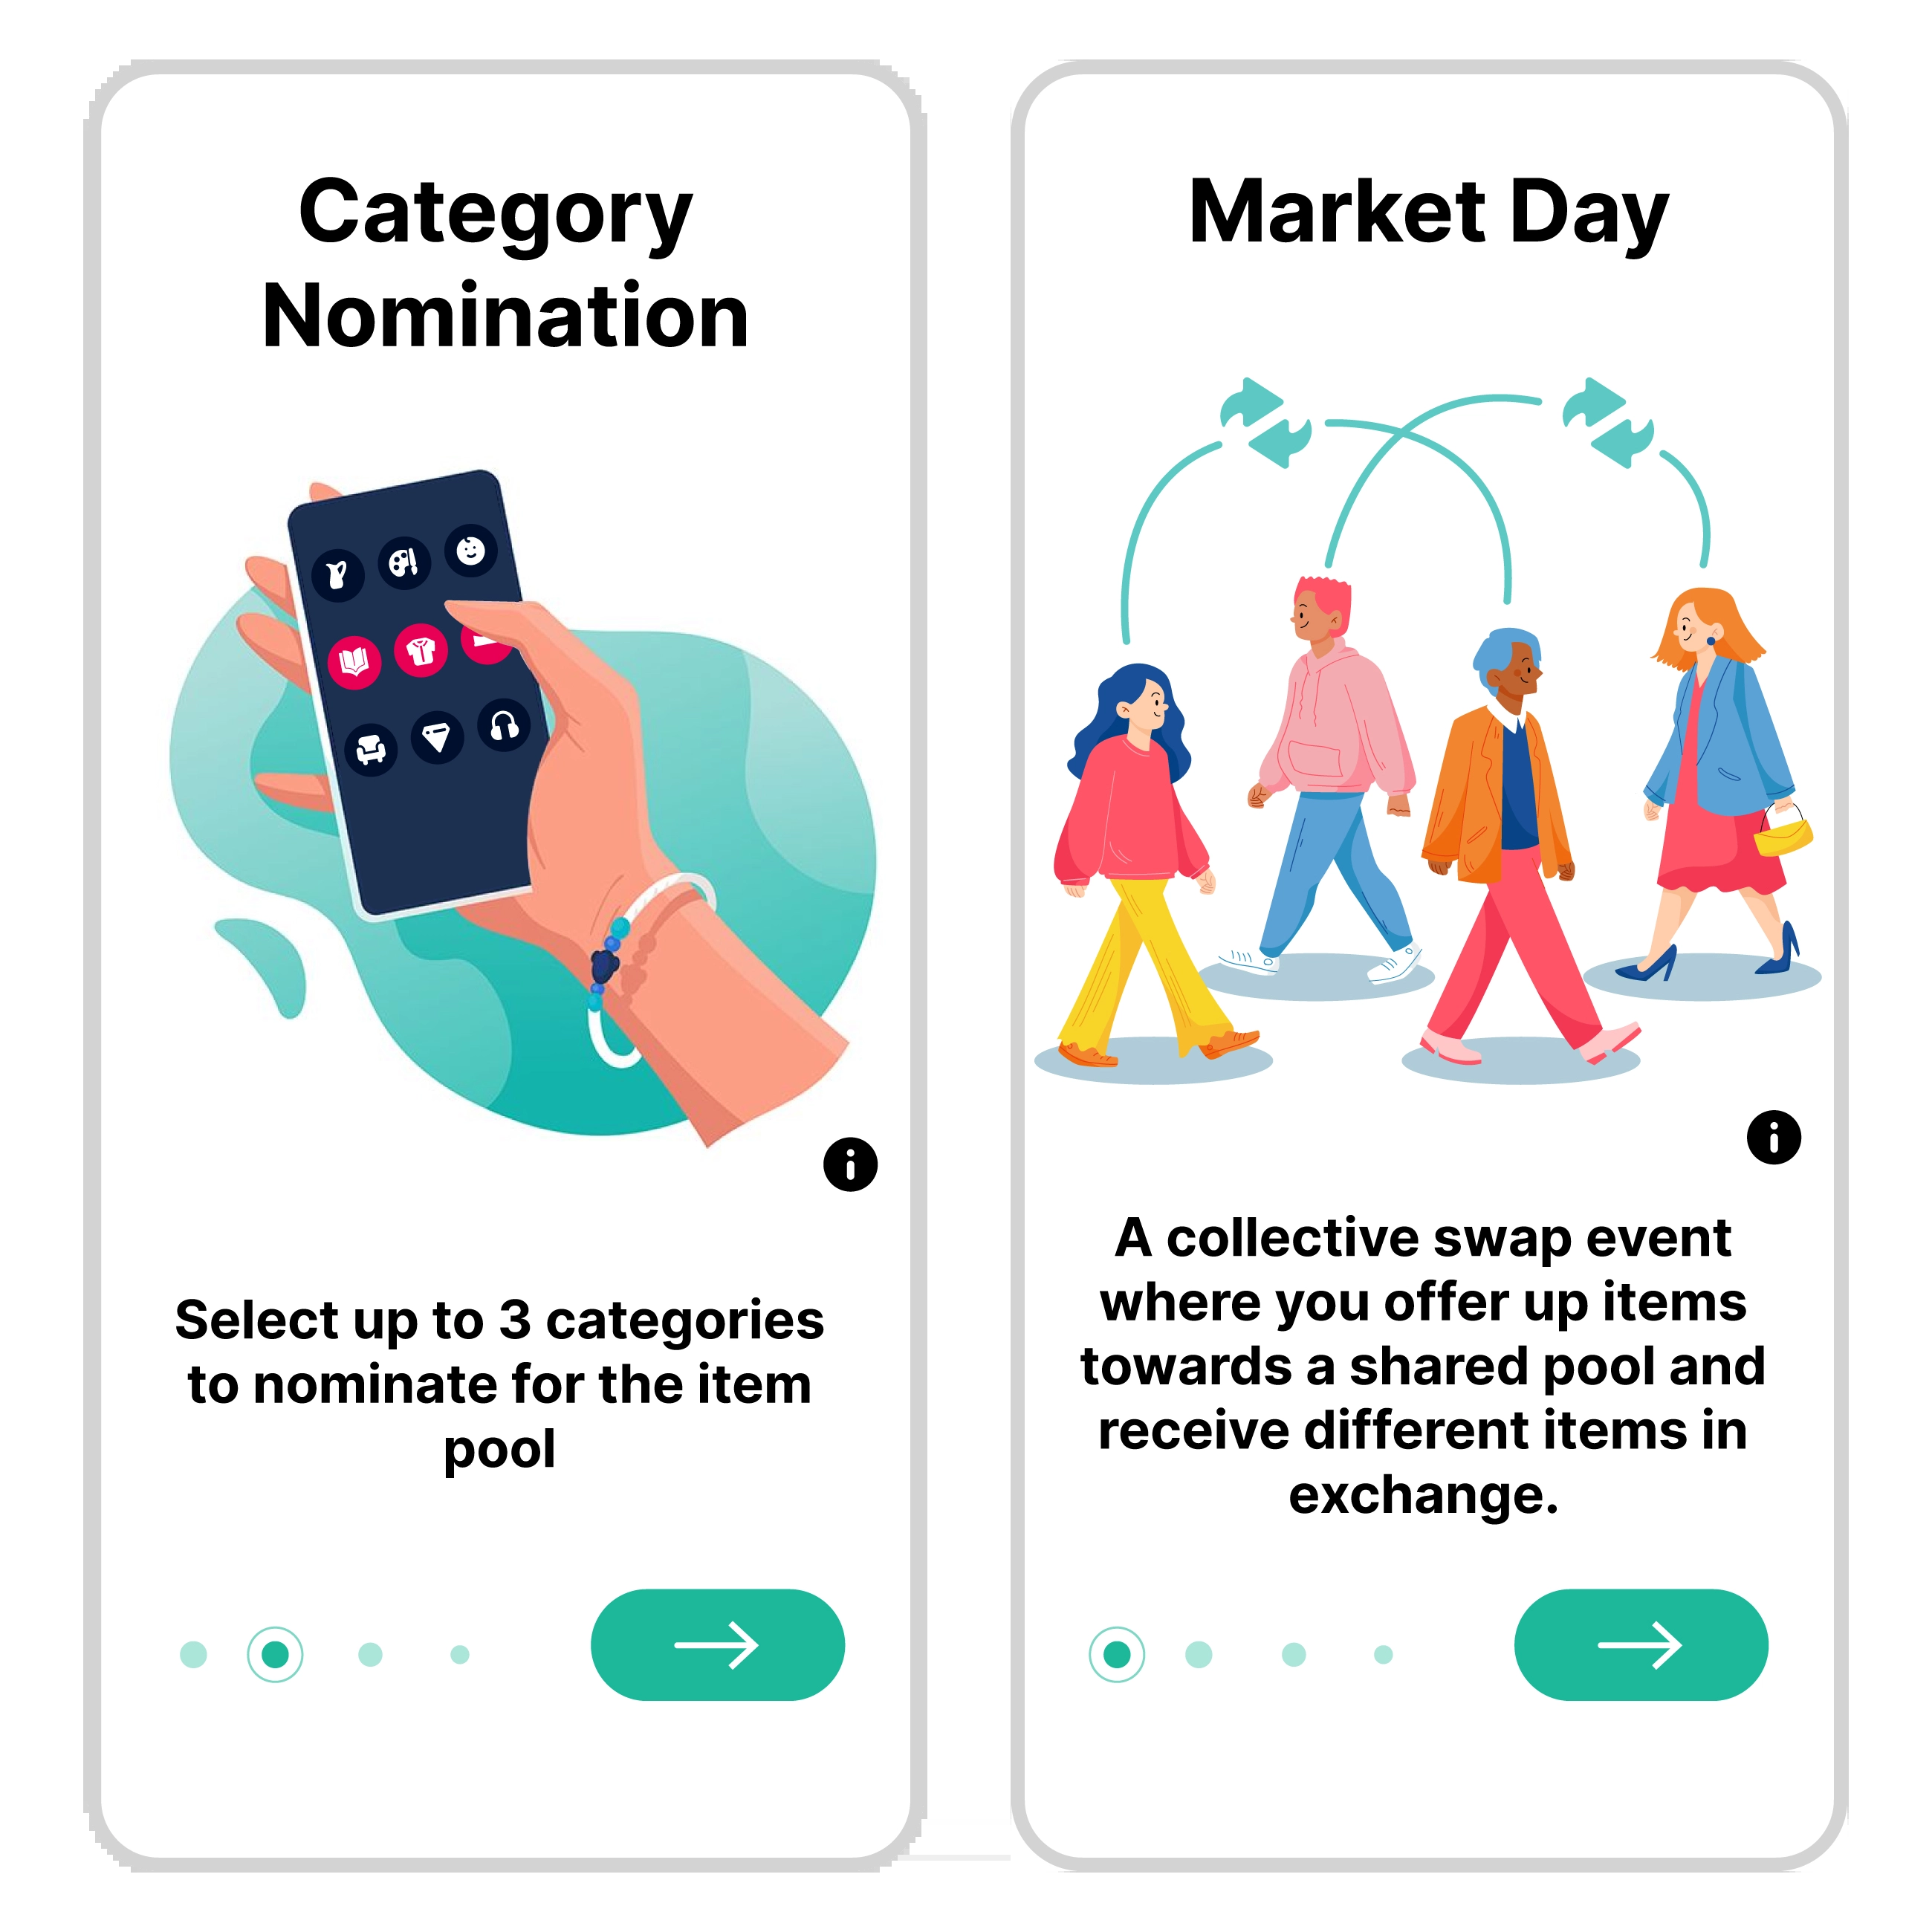 Category
Nomination
Select up to 3 categories
to nominate for the item
pool
Market Day
A collective swap event
where you offer up items
towards a shared pool and
receive different items in
exchange.